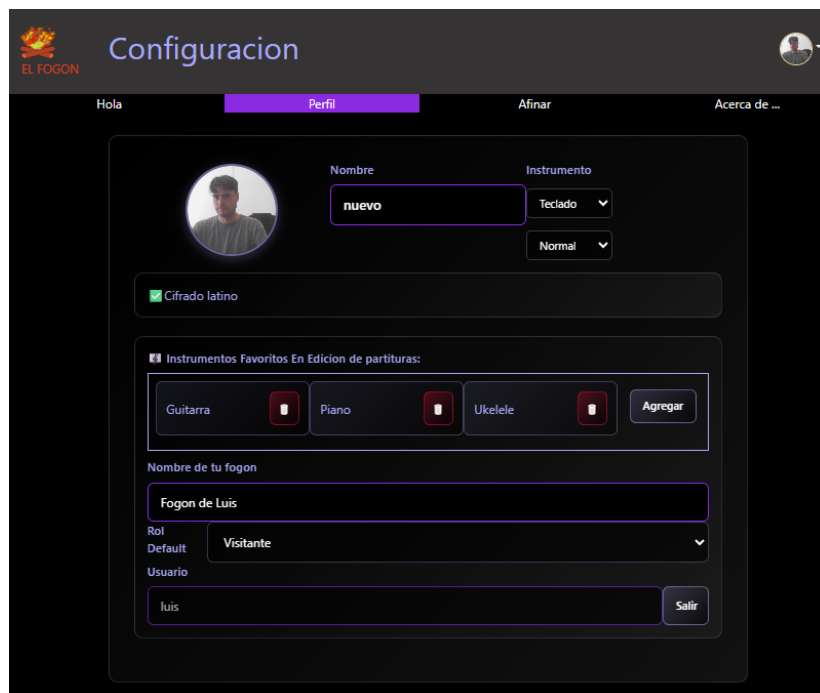 EL FOGON
Configuracion
Hola Perfil Afinar Acerca de ...
Nombre Instrumento
nuevo Teclado
Normal
Cifrado latino
Instrumentos Favoritos En Edicion de partituras:
Guitarra Piano Ukelele Agregar
Nombre de tu fogon
Fogon de Luis
Rol
Default
Visitante
Usuario
luis Salir